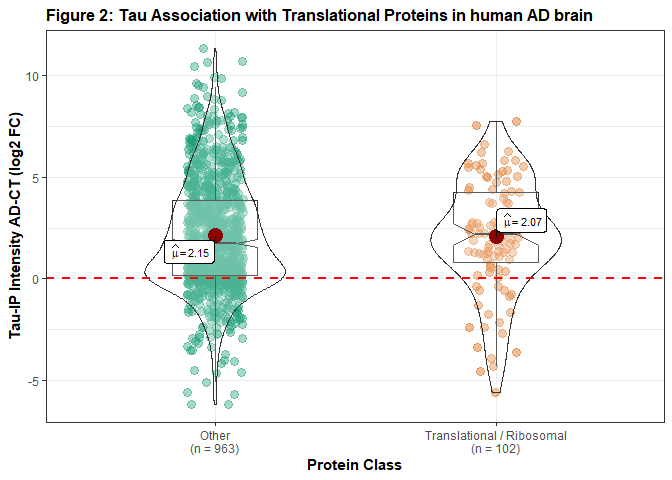 Figure 2: Tau Association with Translational Proteins in human AD brain
Tau-IP Intensity AD-CT (log2 FC)
10
5
0
-5
μ̂ = 2.15
μ̂ = 2.07
Other
(n = 963)
Translational / Ribosomal
(n = 102)
Protein Class